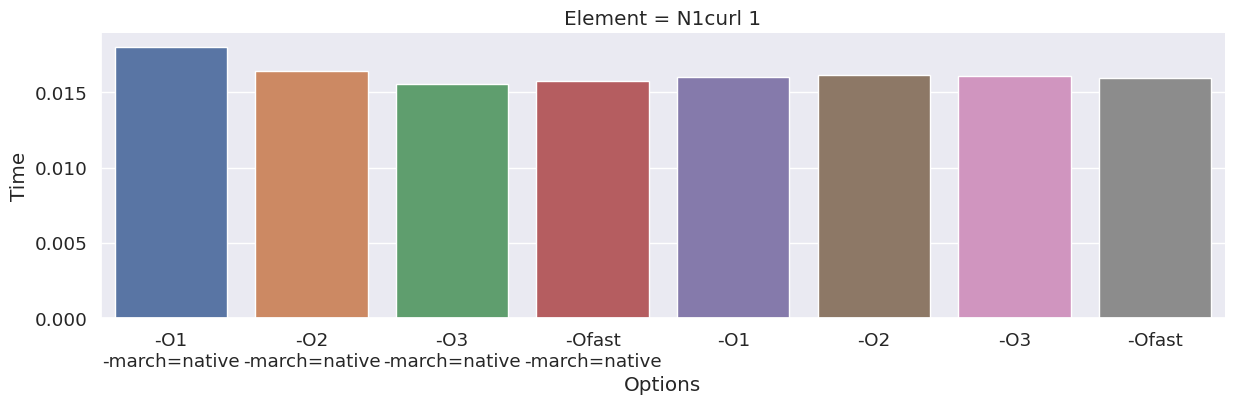 Element = N1curl 1
Time
0.015
0.010
0.005
0.000
-O1 -O2 -O3 -Ofast -O1 -O2 -O3 -Ofast
-march=native -march=native -march=native -march=native
Options